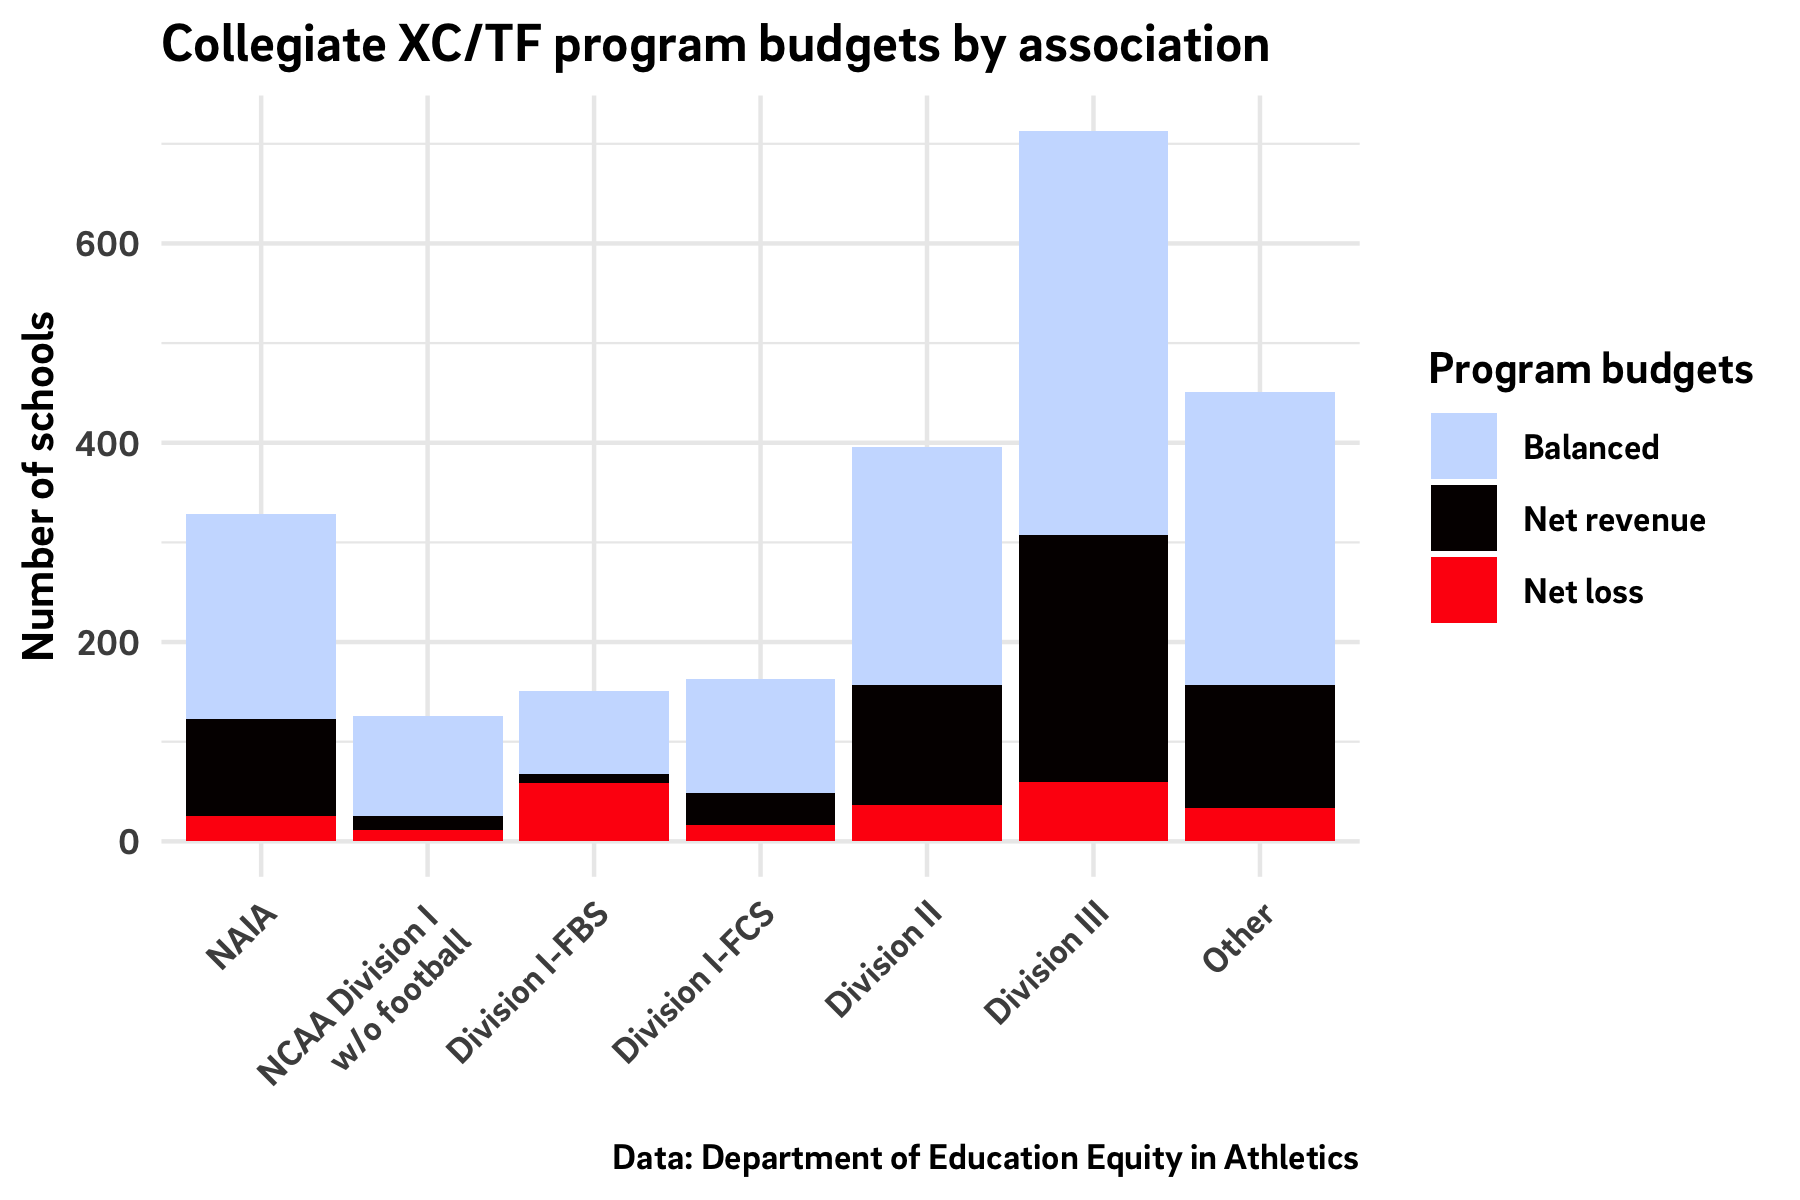 Collegiate XC/TF program budgets by association
Number of schools
600
400
200
0
NAIA
NCAA Division I
w/o football
Division I-FBS
Division I-FCS
Division II
Division III
Other
Program budgets
Balanced
Net revenue
Net loss
Data: Department of Education Equity in Athletics